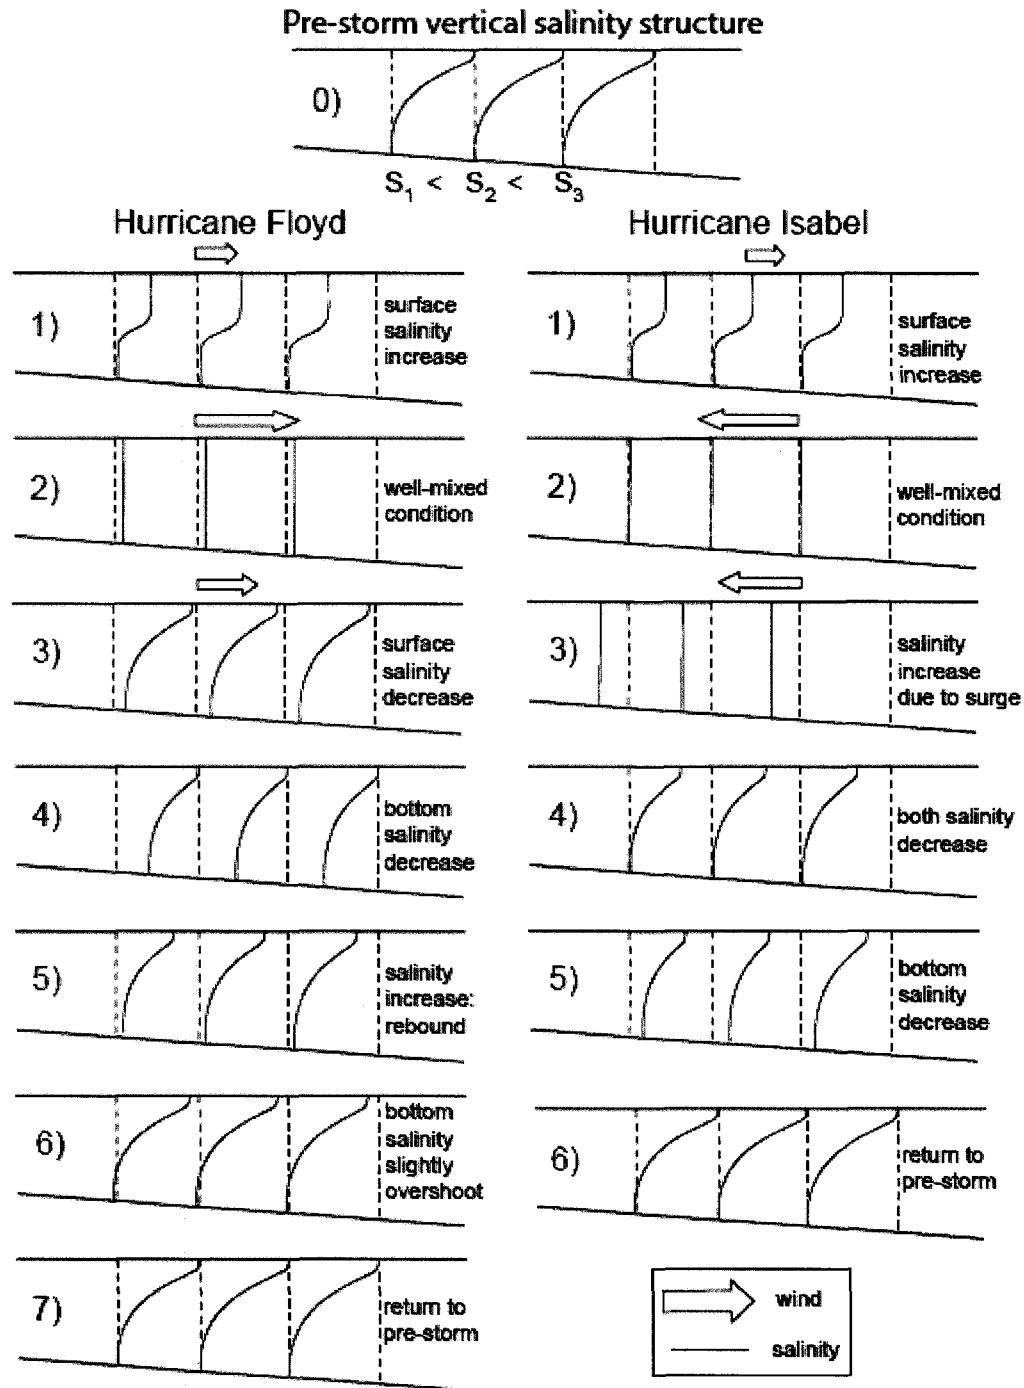 Pre-storm vertical salinity structure
0)
S1 < S2 < S3
Hurricane Floyd
1)
surface
salinity
increase
2)
well-mixed
condition
3)
surface
salinity
decrease
4)
bottom
salinity
decrease
5)
salinity
increase:
rebound
6)
bottom
salinity
slightly
overshoot
7)
return to
pre-storm
Hurricane Isabel
1)
surface
salinity
increase
2)
well-mixed
condition
3)
salinity
increase
due to surge
4)
both salinity
decrease
5)
bottom
salinity
decrease
6)
return to
pre-storm
wind
salinity